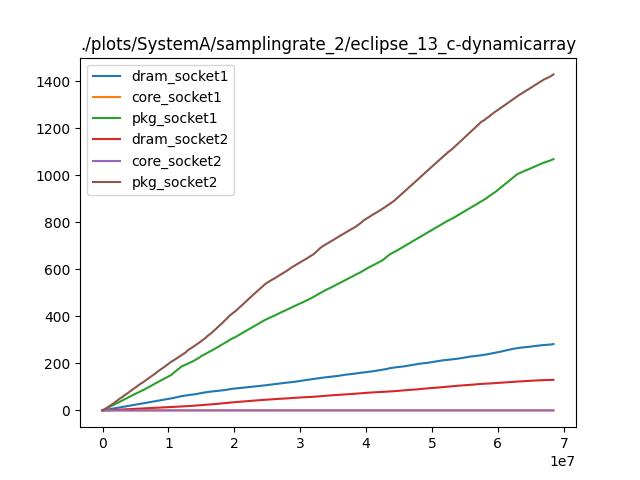 ./plots/SystemA/samplingrate_2/eclipse_13_c-dynamicarray
dram_socket1
core_socket1
pkg_socket1
dram_socket2
core_socket2
pkg_socket2
1400
1200
1000
800
600
400
200
0
0 1 2 3 4 5 6 7
1e7